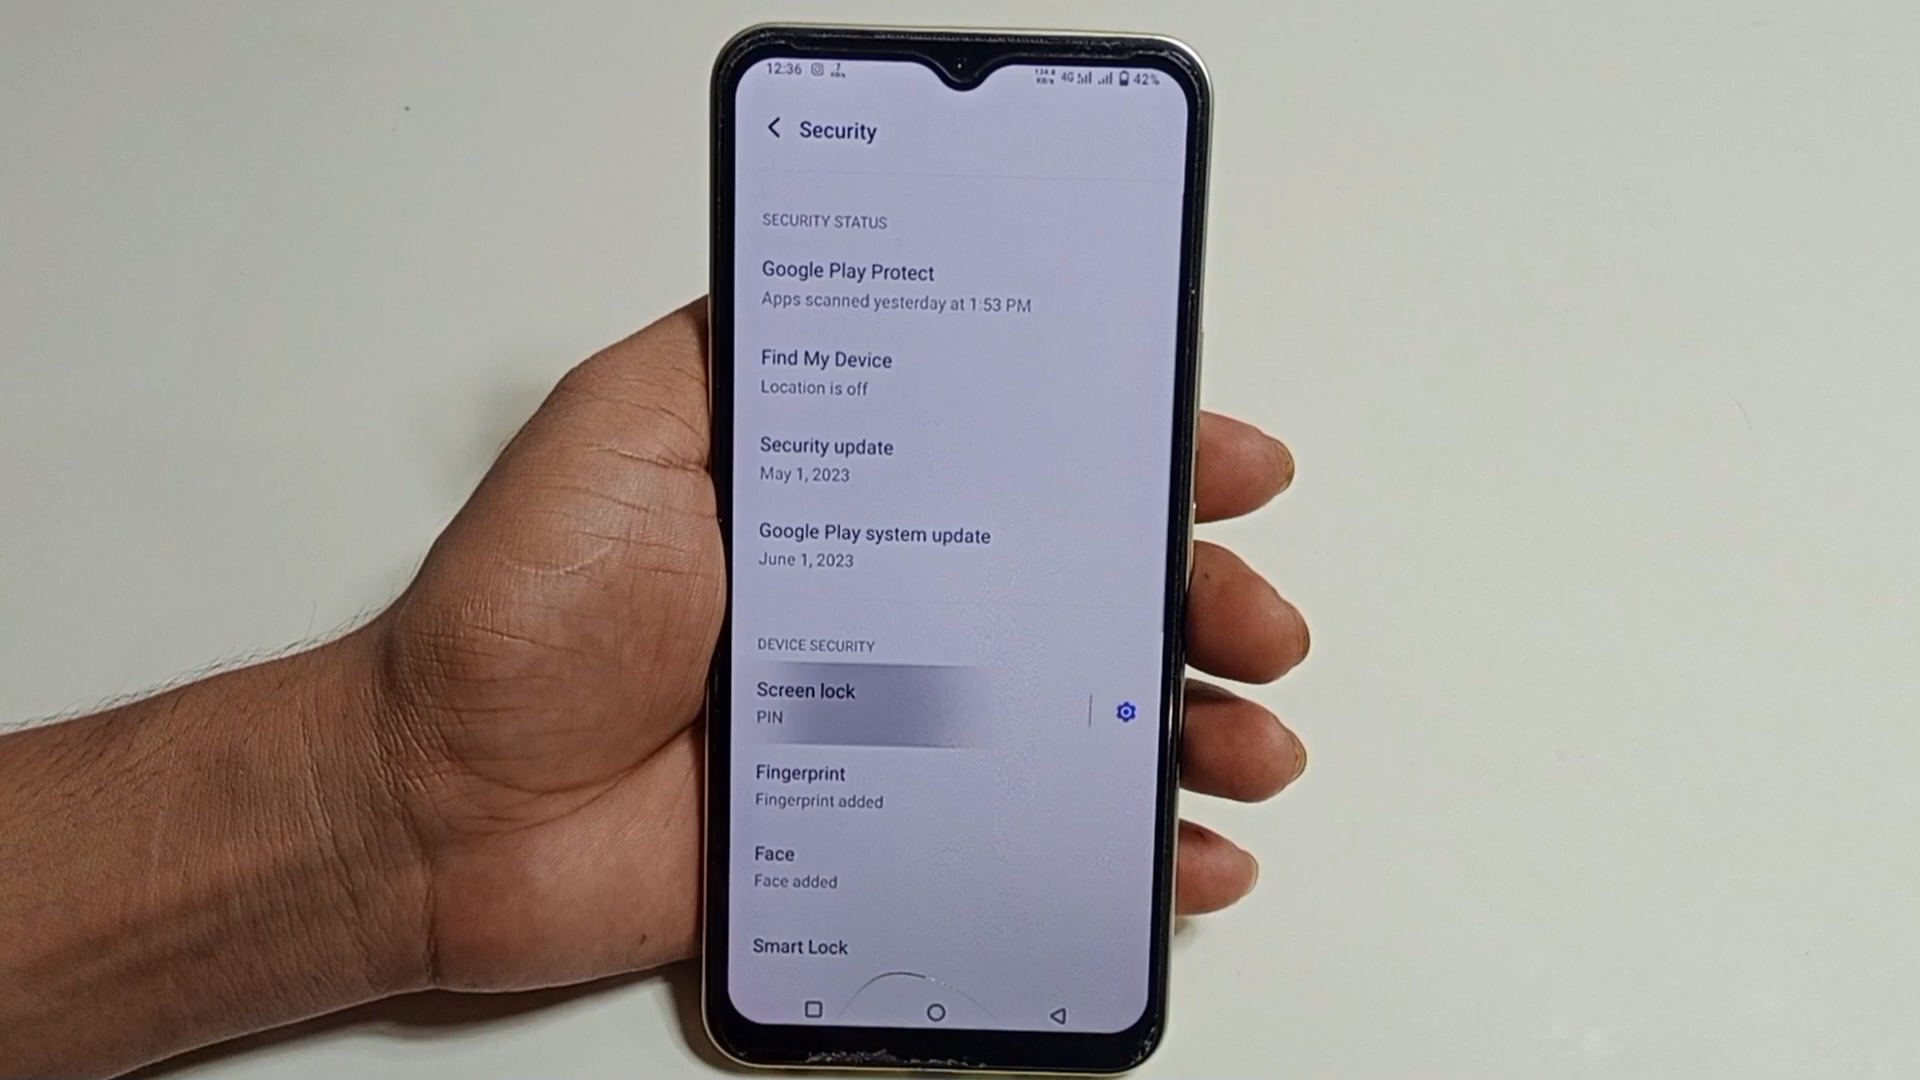 12:36
4G 42%
Security
SECURITY STATUS
Google Play Protect
Apps scanned yesterday at 1:53 PM
Find My Device
Location is off
Security update
May 1, 2023
Google Play system update
June 1, 2023
DEVICE SECURITY
Screen lock
PIN
Fingerprint
Fingerprint added
Face
Face added
Smart Lock